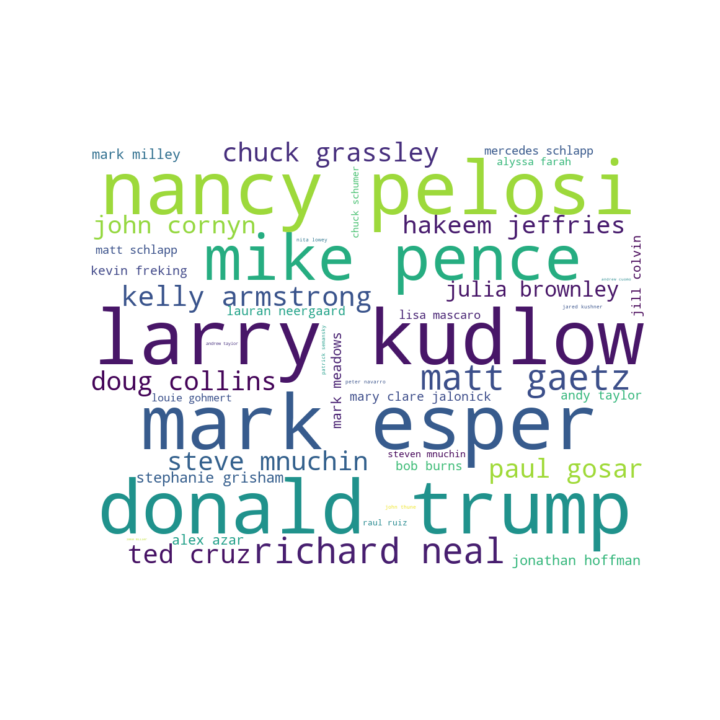 mark milley
chuck grassley
mercedes schlapp
alyssa farah
nancy pelosi
chuck schumer
john cornyn
hakeem jeffries
nita lowey
matt schlapp
mike pence
jill colvin
kevin freking
andrew cuomo
kelly armstrong
julia brownley
lauran neergaard
jared kushner
lisa mascaro
larry kudlow
andrew taylor
patrick semansky
mark meadows
doug collins
peter navarro
matt gaetz
louie gohmert
mary clare jalonick
andy taylor
mark esper
steve mnuchin
steven mnuchin
bob burns
paul gosar
stephanie grisham
donald trump
raul ruiz
alex azar
ted cruz
richard neal
jonathan hoffman